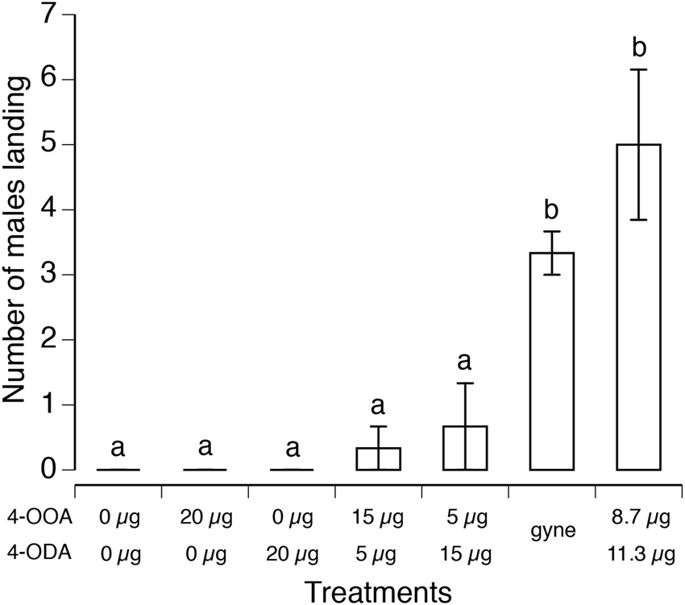 7
6
5
4
3
2
1
0
Number of males landing
a a a a a b b
4-OOA 0 µg 20 µg 0 µg 15 µg 5 µg gyne 8.7 µg
4-ODA 0 µg 0 µg 20 µg 5 µg 15 µg 11.3 µg
Treatments